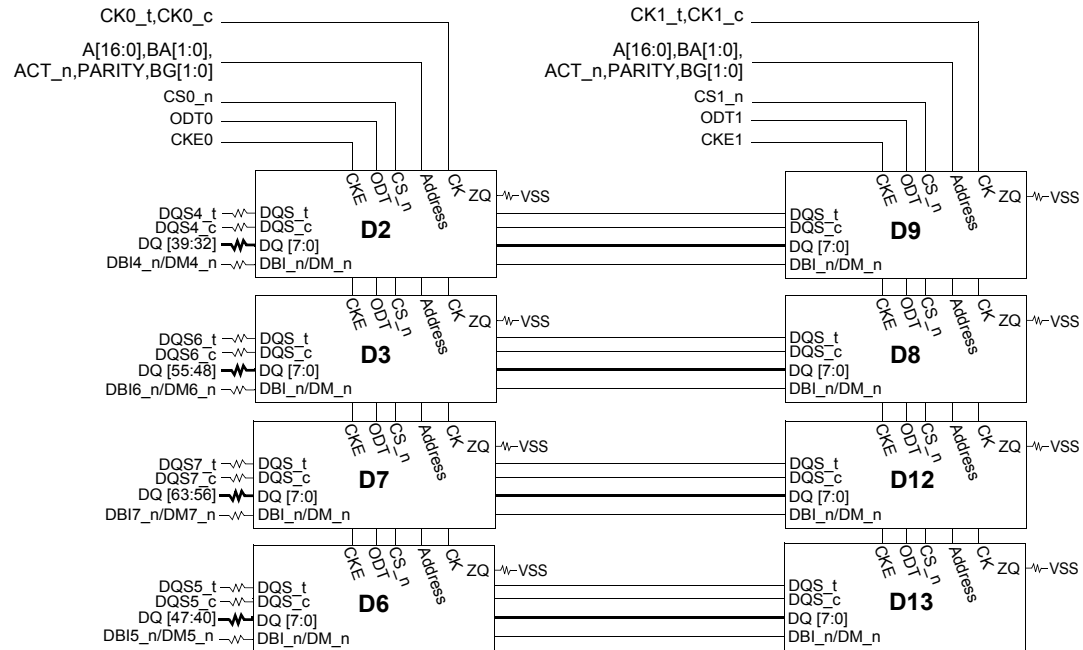 CK0_t,CK0_c
A[16:0],BA[1:0],
ACT_n,PARITY,BG[1:0]
CS0_n
ODT0
CKE0
CK1_t,CK1_c
A[16:0],BA[1:0],
ACT_n,PARITY,BG[1:0]
CS1_n
ODT1
CKE1
CKE ODT CS_n Address CK ZQ VSS
DQS4_t DQS_t
DQS4_c DQS_c
D2
DQ [39:32] DQ [7:0]
DBI4_n/DM4_n DBI_n/DM_n
CKE ODT CS_n Address CK ZQ VSS
DQS_t
DQS_c
D9
DQ [7:0]
DBI_n/DM_n
CKE ODT CS_n Address CK ZQ VSS
DQS6_t DQS_t
DQS6_c DQS_c
D3
DQ [55:48] DQ [7:0]
DBI6_n/DM6_n DBI_n/DM_n
CKE ODT CS_n Address CK ZQ VSS
DQS_t
DQS_c
D8
DQ [7:0]
DBI_n/DM_n
CKE ODT CS_n Address CK ZQ VSS
DQS7_t DQS_t
DQS7_c DQS_c
D7
DQ [63:56] DQ [7:0]
DBI7_n/DM7_n DBI_n/DM_n
CKE ODT CS_n Address CK ZQ VSS
DQS_t
DQS_c
D12
DQ [7:0]
DBI_n/DM_n
CKE ODT CS_n Address CK ZQ VSS
DQS5_t DQS_t
DQS5_c DQS_c
D6
DQ [47:40] DQ [7:0]
DBI5_n/DM5_n DBI_n/DM_n
CKE ODT CS_n Address CK ZQ VSS
DQS_t
DQS_c
D13
DQ [7:0]
DBI_n/DM_n